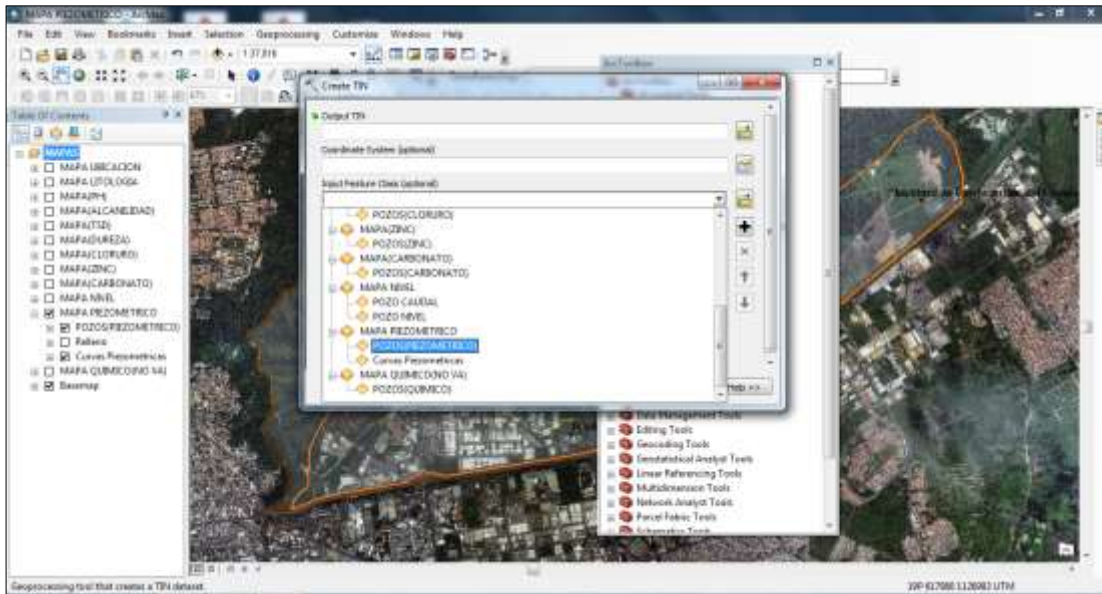 MAPA PIEZOMETRICO - ArcMap
File Edit View Bookmarks Insert Selection Geoprocessing Customize Windows Help
ArcToolbox
Create TIN
Output TIN
Coordinate System (optional)
Input Feature Class (optional)
POZOS(CLORURO)
MAPA(ZINC)
POZOS(ZINC)
MAPA(CARBONATO)
POZOS(CARBONATO)
MAPA NIVEL
POZO CAUDAL
POZO NIVEL
MAPA PIEZOMETRICO
POZOS(PIEZOMETRICO)
Curvas Piezometricas
MAPA QUIMICO(NO VA)
POZOS(QUIMICO)
Help >>
Table Of Contents
MAPAS
MAPA UBICACION
MAPA LITOLOGIA
MAPA(PH)
MAPA(ALCANILIDAD)
MAPA(TSD)
MAPA(DUREZA)
MAPA(CLORURO)
MAPA(ZINC)
MAPA(CARBONATO)
MAPA NIVEL
MAPA PIEZOMETRICO
POZOS(PIEZOMETRICO)
Relleno
Curvas Piezometricas
MAPA QUIMICO(NO VA)
Basemap
Data Management Tools
Editing Tools
Geocoding Tools
Geostatistical Analyst Tools
Linear Referencing Tools
Multidimension Tools
Network Analyst Tools
Parcel Fabric Tools
Schematics Tools
Geoprocessing tool that creates a TIN dataset.